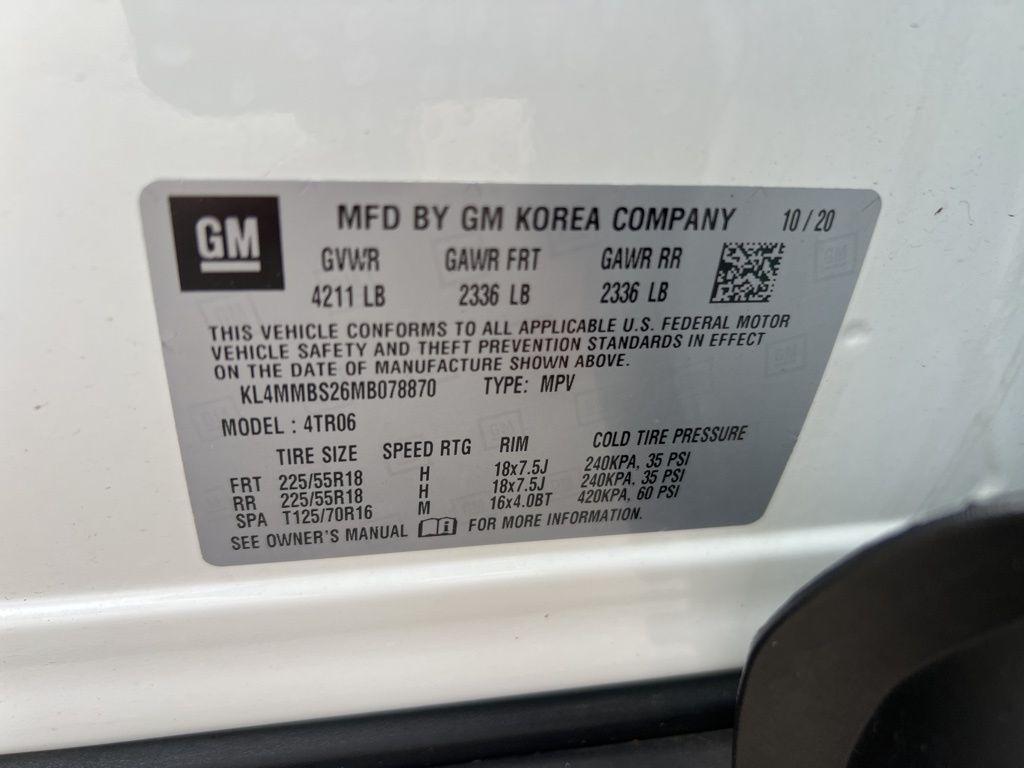 GM
MFD BY GM KOREA COMPANY 10/20
GVWR GAWR FRT GAWR RR
4211 LB 2336 LB 2336 LB
THIS VEHICLE CONFORMS TO ALL APPLICABLE U.S. FEDERAL MOTOR
VEHICLE SAFETY AND THEFT PREVENTION STANDARDS IN EFFECT
ON THE DATE OF MANUFACTURE SHOWN ABOVE.
KL4MMBS26MB078870 TYPE: MPV
MODEL : 4TR06
TIRE SIZE SPEED RTG RIM COLD TIRE PRESSURE
FRT 225/55R18 H 18x7.5J 240KPA, 35 PSI
RR 225/55R18 H 18x7.5J 240KPA, 35 PSI
SPA T125/70R16 M 16x4.0BT 420KPA, 60 PSI
SEE OWNER'S MANUAL FOR MORE INFORMATION.